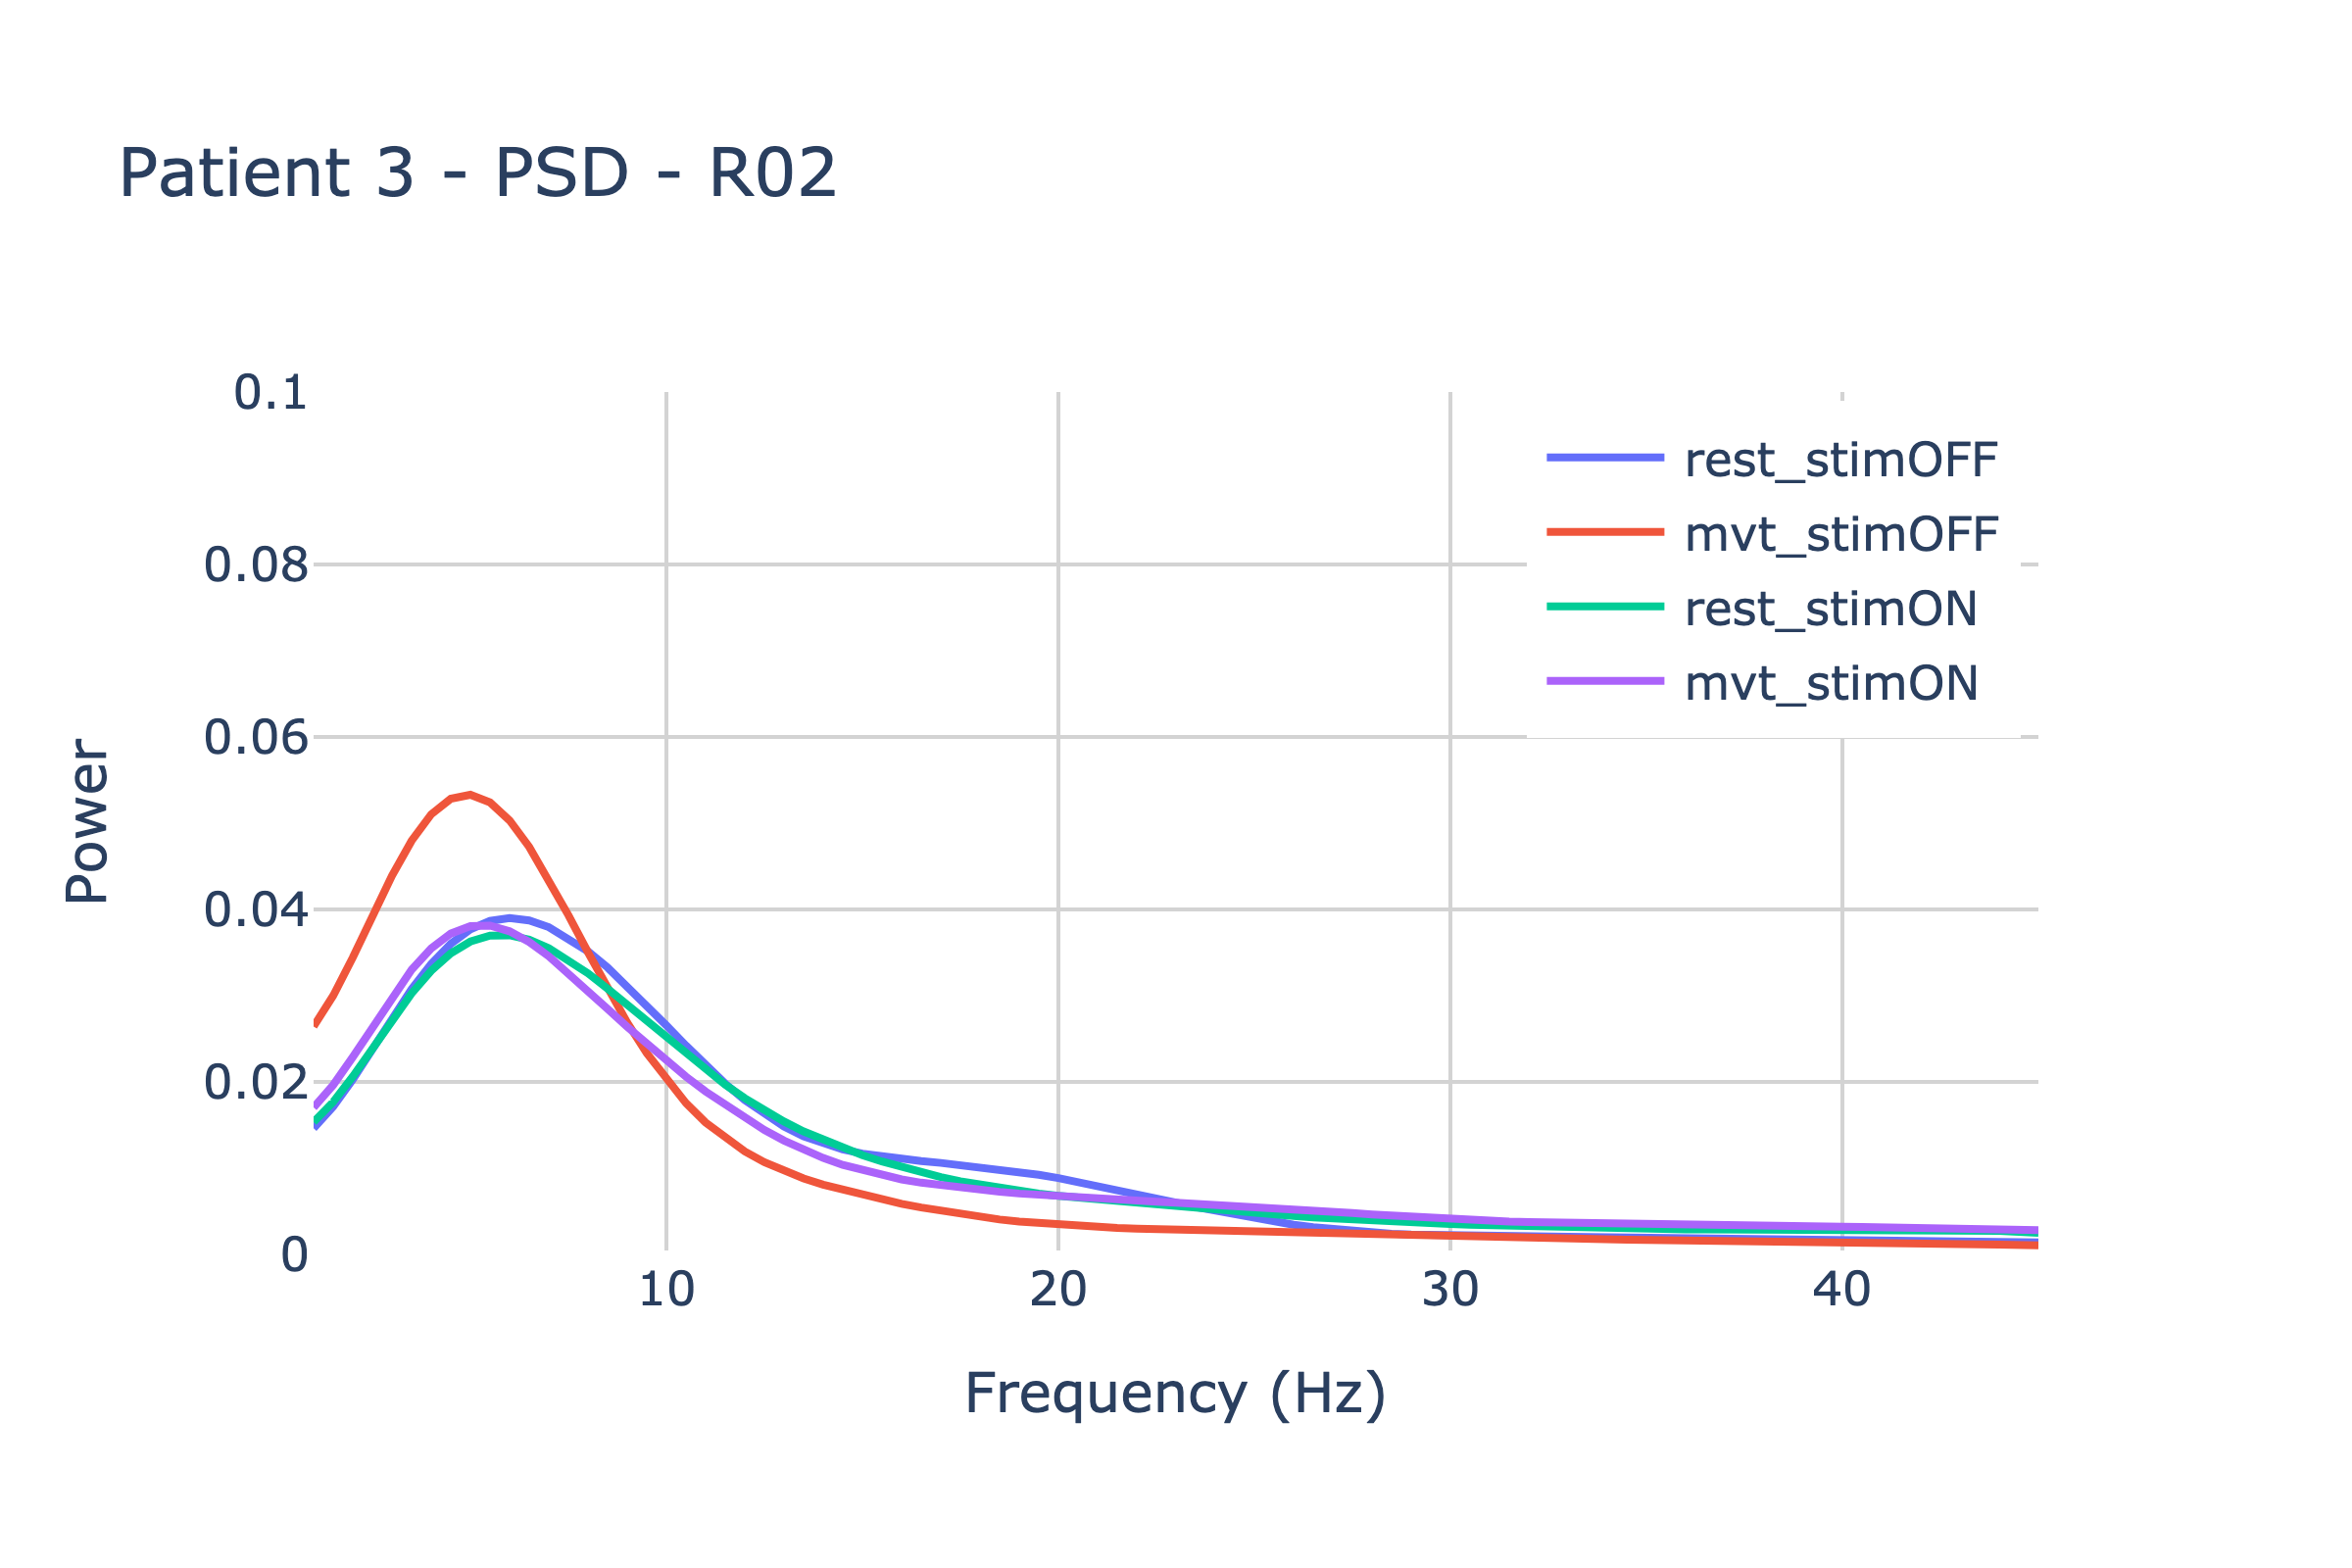 Patient 3 - PSD - R02
0.1
0.08
0.06
0.04
0.02
0
Power
rest_stimOFF
mvt_stimOFF
rest_stimON
mvt_stimON
10 20 30 40
Frequency (Hz)